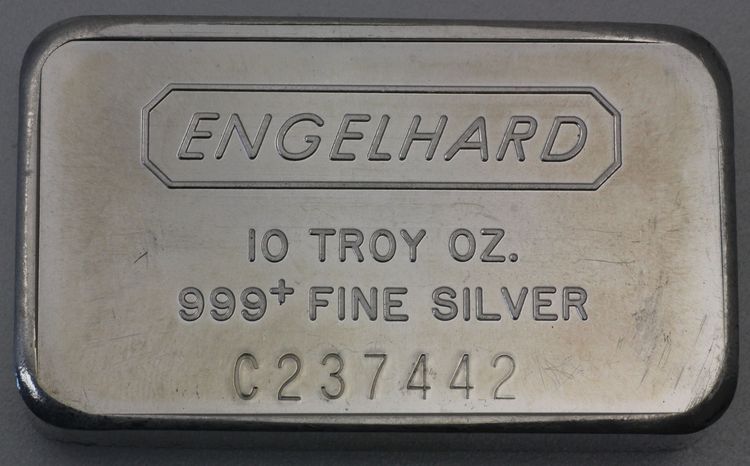 ENGELHARD
10 TROY OZ.
999+ FINE SILVER
C237442